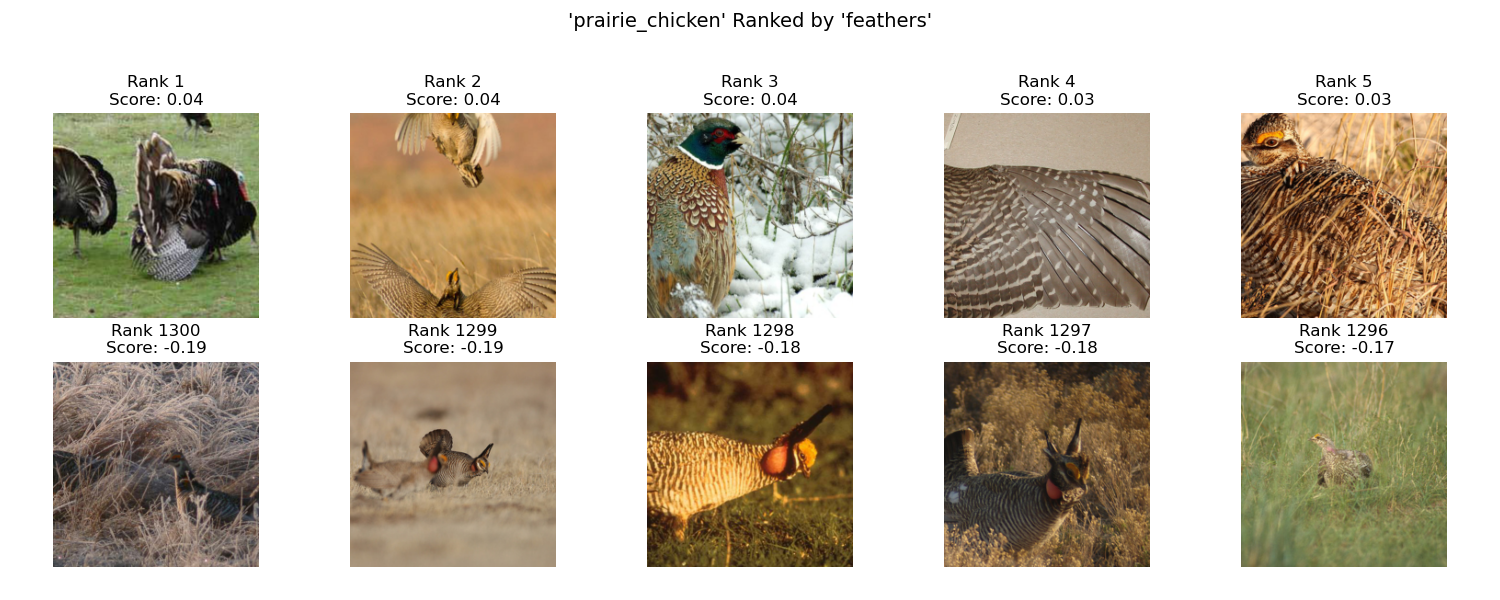 'prairie_chicken' Ranked by 'feathers'
Rank 1
Score: 0.04
Rank 2
Score: 0.04
Rank 3
Score: 0.04
Rank 4
Score: 0.03
Rank 5
Score: 0.03
Rank 1300
Score: -0.19
Rank 1299
Score: -0.19
Rank 1298
Score: -0.18
Rank 1297
Score: -0.18
Rank 1296
Score: -0.17